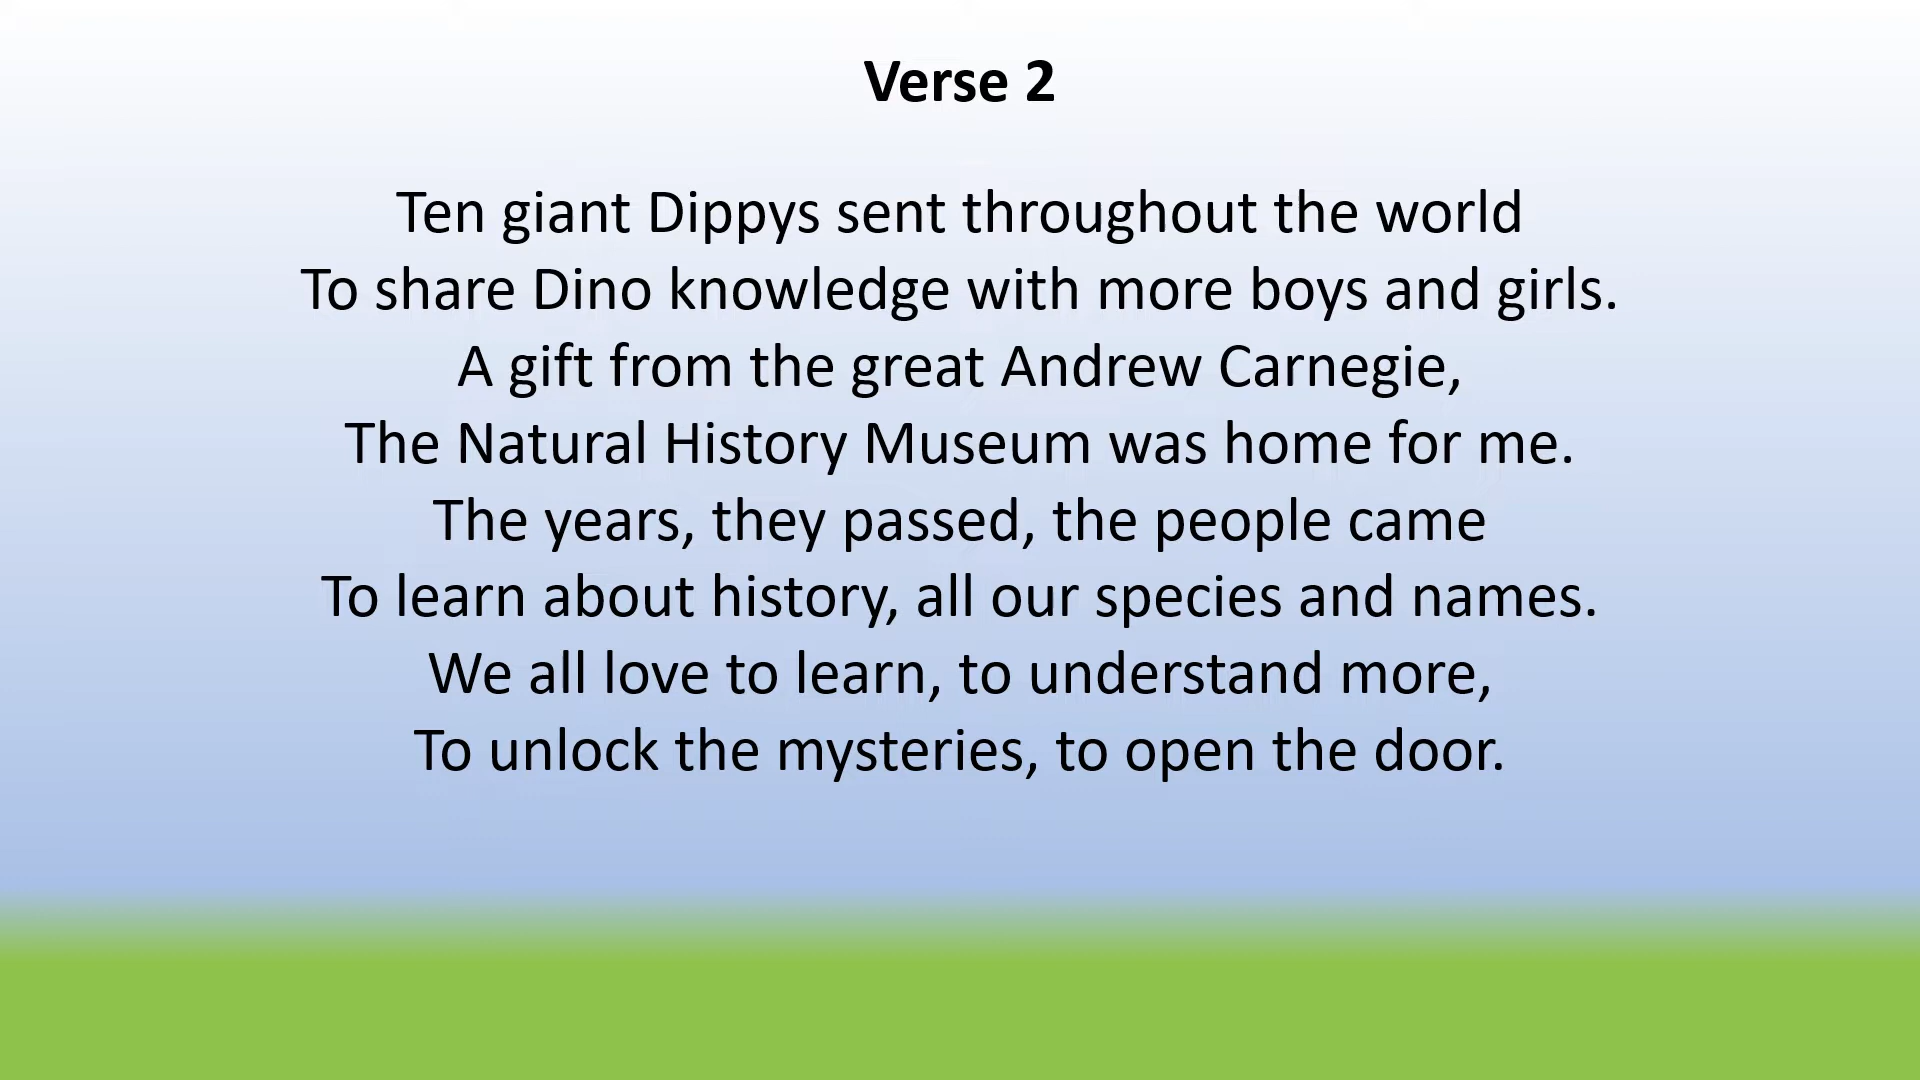 Verse 2
Ten giant Dippys sent throughout the world
To share Dino knowledge with more boys and girls.
A gift from the great Andrew Carnegie,
The Natural History Museum was home for me.
The years, they passed, the people came
To learn about history, all our species and names.
We all love to learn, to understand more,
To unlock the mysteries, to open the door.